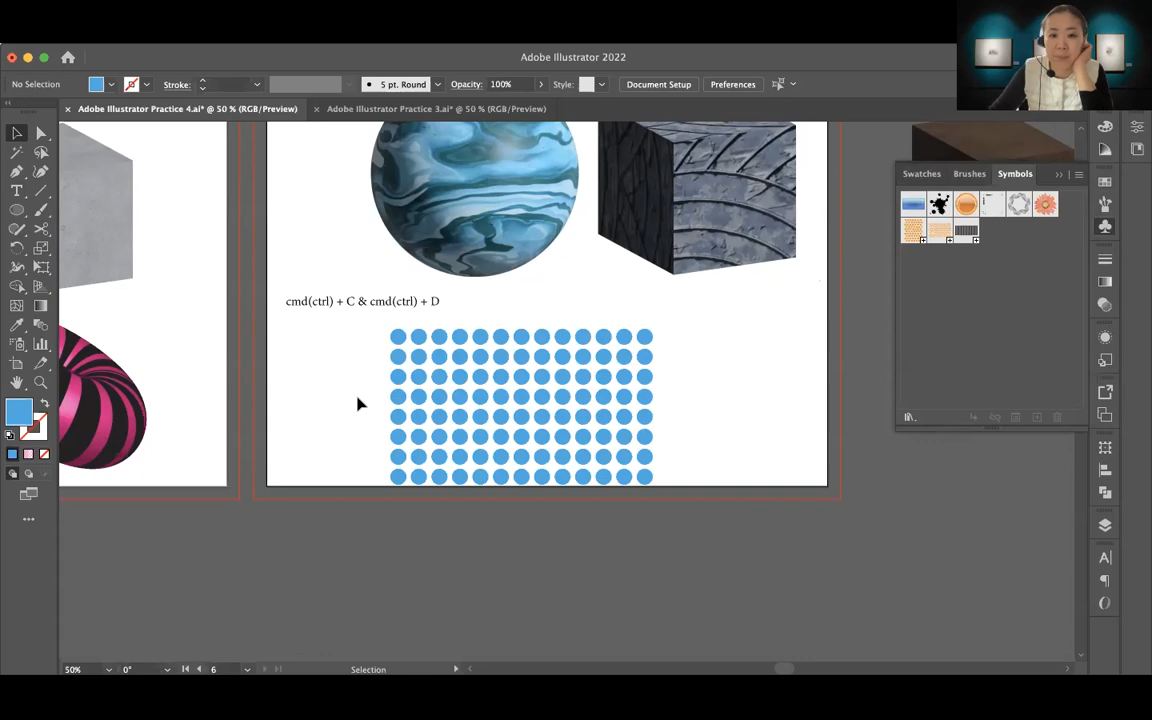 Adobe Illustrator 2022
No Selection
Stroke:
5 pt. Round
Opacity: 100%
Style:
Document Setup
Preferences
× Adobe Illustrator Practice 4.ai* @ 50 % (RGB/Preview)
× Adobe Illustrator Practice 3.ai* @ 50 % (RGB/Preview)
Swatches Brushes Symbols
cmd(ctrl) + C & cmd(ctrl) + D
50% 0° 6 Selection